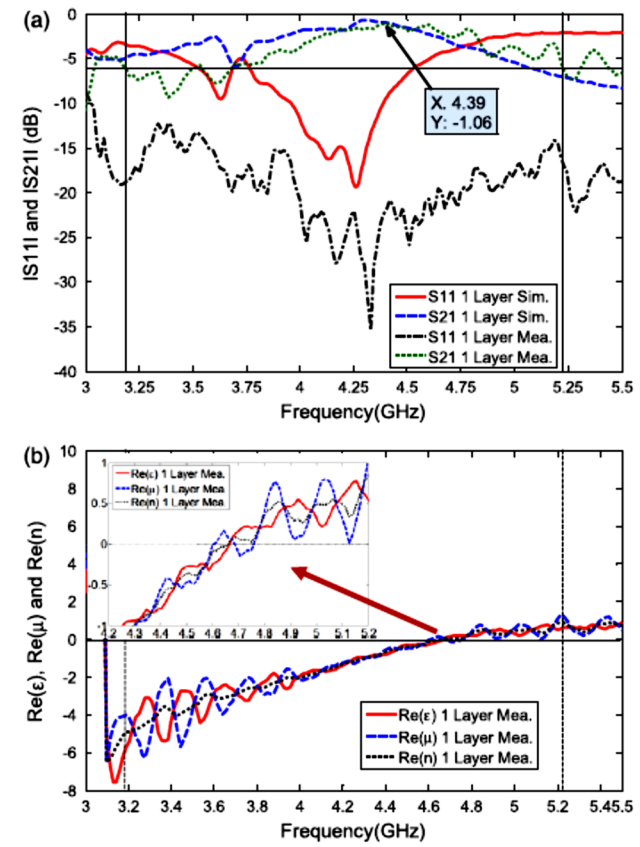 (a)
0
-5
-10
-15
-20
-25
-30
-35
-40
IS11I and IS21I (dB)
X. 4.39
Y: -1.06
S11 1 Layer Sim.
S21 1 Layer Sim.
S11 1 Layer Mea.
S21 1 Layer Mea.
3 3.25 3.5 3.75 4 4.25 4.5 4.75 5 5.25 5.5
Frequency(GHz)
(b)
10
8
6
4
2
0
-2
-4
-6
-8
Re(ε), Re(μ) and Re(n)
1
0.5
0
-0.5
-1
Re(ε) 1 Layer Mea.
Re(μ) 1 Layer Mea.
Re(n) 1 Layer Mea.
4.2 4.3 4.4 4.5 4.6 4.7 4.8 4.9 5 5.1 5.2
Re(ε) 1 Layer Mea.
Re(μ) 1 Layer Mea.
Re(n) 1 Layer Mea.
3 3.2 3.4 3.6 3.8 4 4.2 4.4 4.6 4.8 5 5.2 5.45.5
Frequency(GHz)